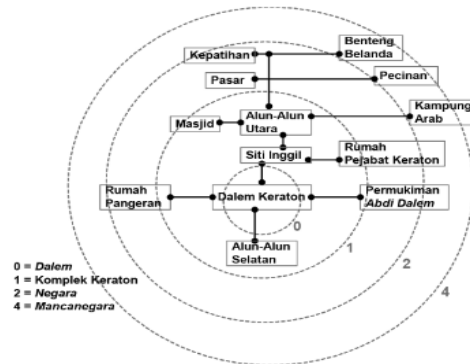 Benteng
Belanda
Kepatihan
Pasar
Pecinan
Kampung
Arab
Masjid
Alun-Alun
Utara
Siti Inggil
Rumah
Pejabat Keraton
Rumah
Pangeran
Dalem Keraton
Permukiman
Abdi Dalem
0
Alun-Alun
Selatan
1
2
4
0 = Dalem
1 = Komplek Keraton
2 = Negara
4 = Mancanegara